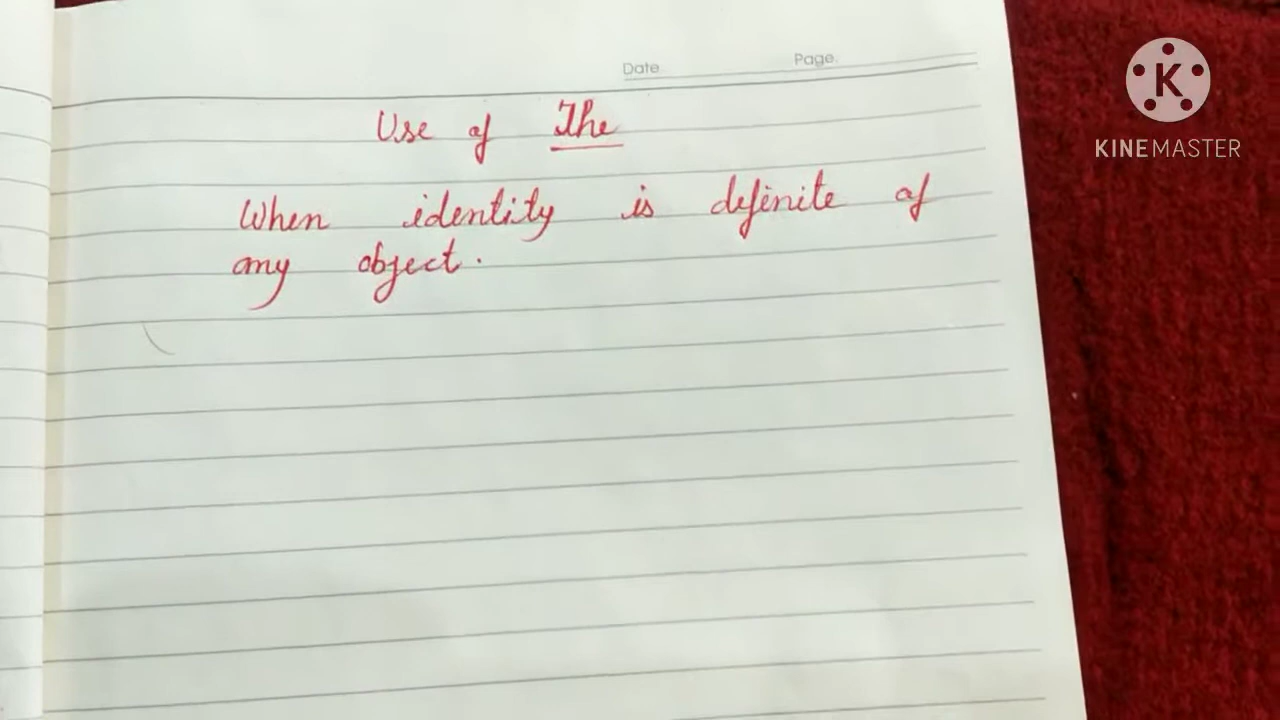 Date Page.
K
KINEMASTER
Use of The
When identity is definite of
any object.